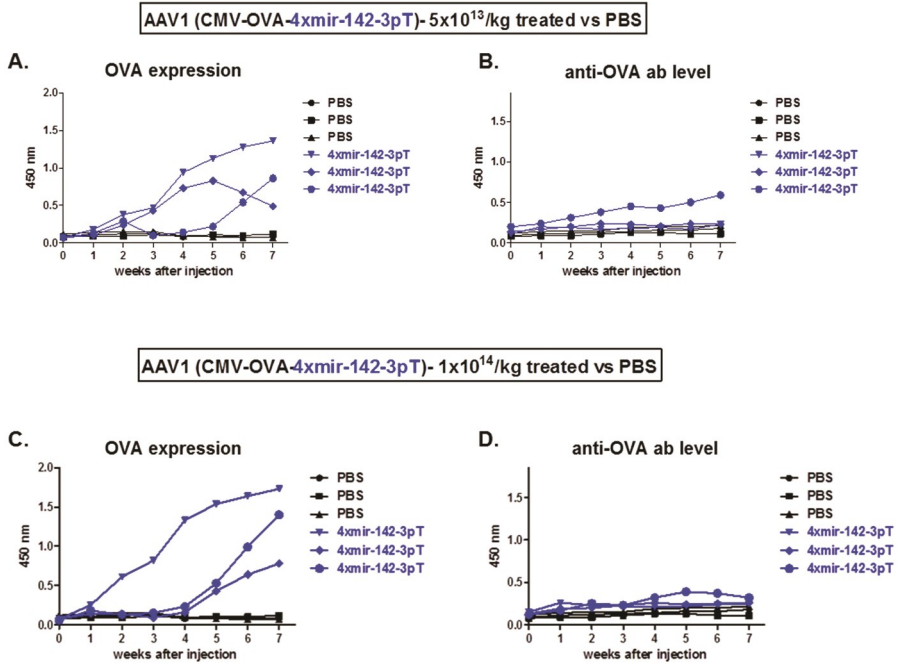 AAV1 (CMV-OVA-4xmir-142-3pT)- 5x10¹³/kg treated vs PBS
A.
OVA expression
2.0
1.5
1.0
0.5
0.0
450 nm
0 1 2 3 4 5 6 7
weeks after injection
PBS
PBS
PBS
4xmir-142-3pT
4xmir-142-3pT
4xmir-142-3pT
B.
anti-OVA ab level
1.5
1.0
0.5
0.0
450 nm
0 1 2 3 4 5 6 7
weeks after injection
PBS
PBS
PBS
4xmir-142-3pT
4xmir-142-3pT
4xmir-142-3pT
AAV1 (CMV-OVA-4xmir-142-3pT)- 1x10¹⁴/kg treated vs PBS
C.
OVA expression
2.0
1.5
1.0
0.5
0.0
450 nm
0 1 2 3 4 5 6 7
weeks after injection
PBS
PBS
PBS
4xmir-142-3pT
4xmir-142-3pT
4xmir-142-3pT
D.
anti-OVA ab level
1.5
1.0
0.5
0.0
450 nm
0 1 2 3 4 5 6 7
weeks after injection
PBS
PBS
PBS
4xmir-142-3pT
4xmir-142-3pT
4xmir-142-3pT